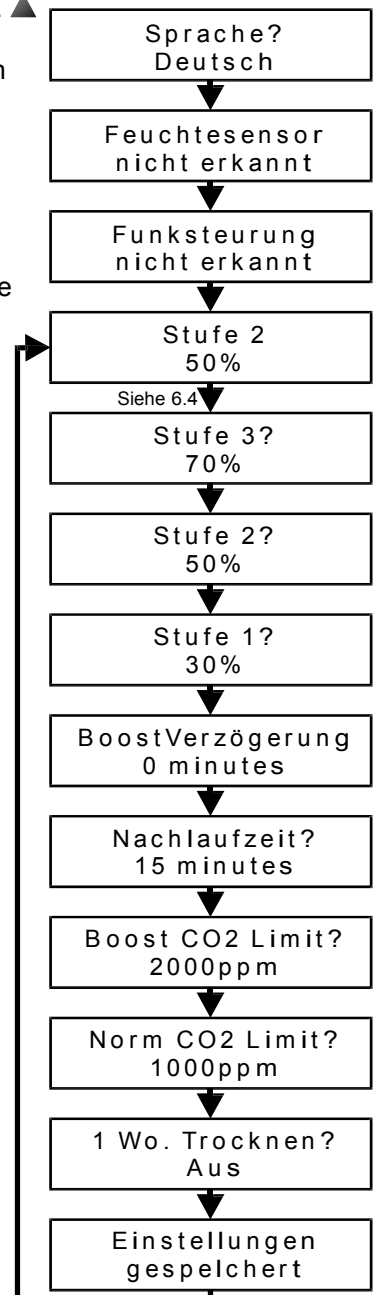 Sprache?
Deutsch
Feuchtesensor
nicht erkannt
Funksteurung
nicht erkannt
Stufe 2
50%
Siehe 6.4
Stufe 3?
70%
Stufe 2?
50%
Stufe 1?
30%
BoostVerzögerung
0 minutes
Nachlaufzeit?
15 minutes
Boost CO2 Limit?
2000ppm
Norm CO2 Limit?
1000ppm
1 Wo. Trocknen?
Aus
Einstellungen
gespelchert